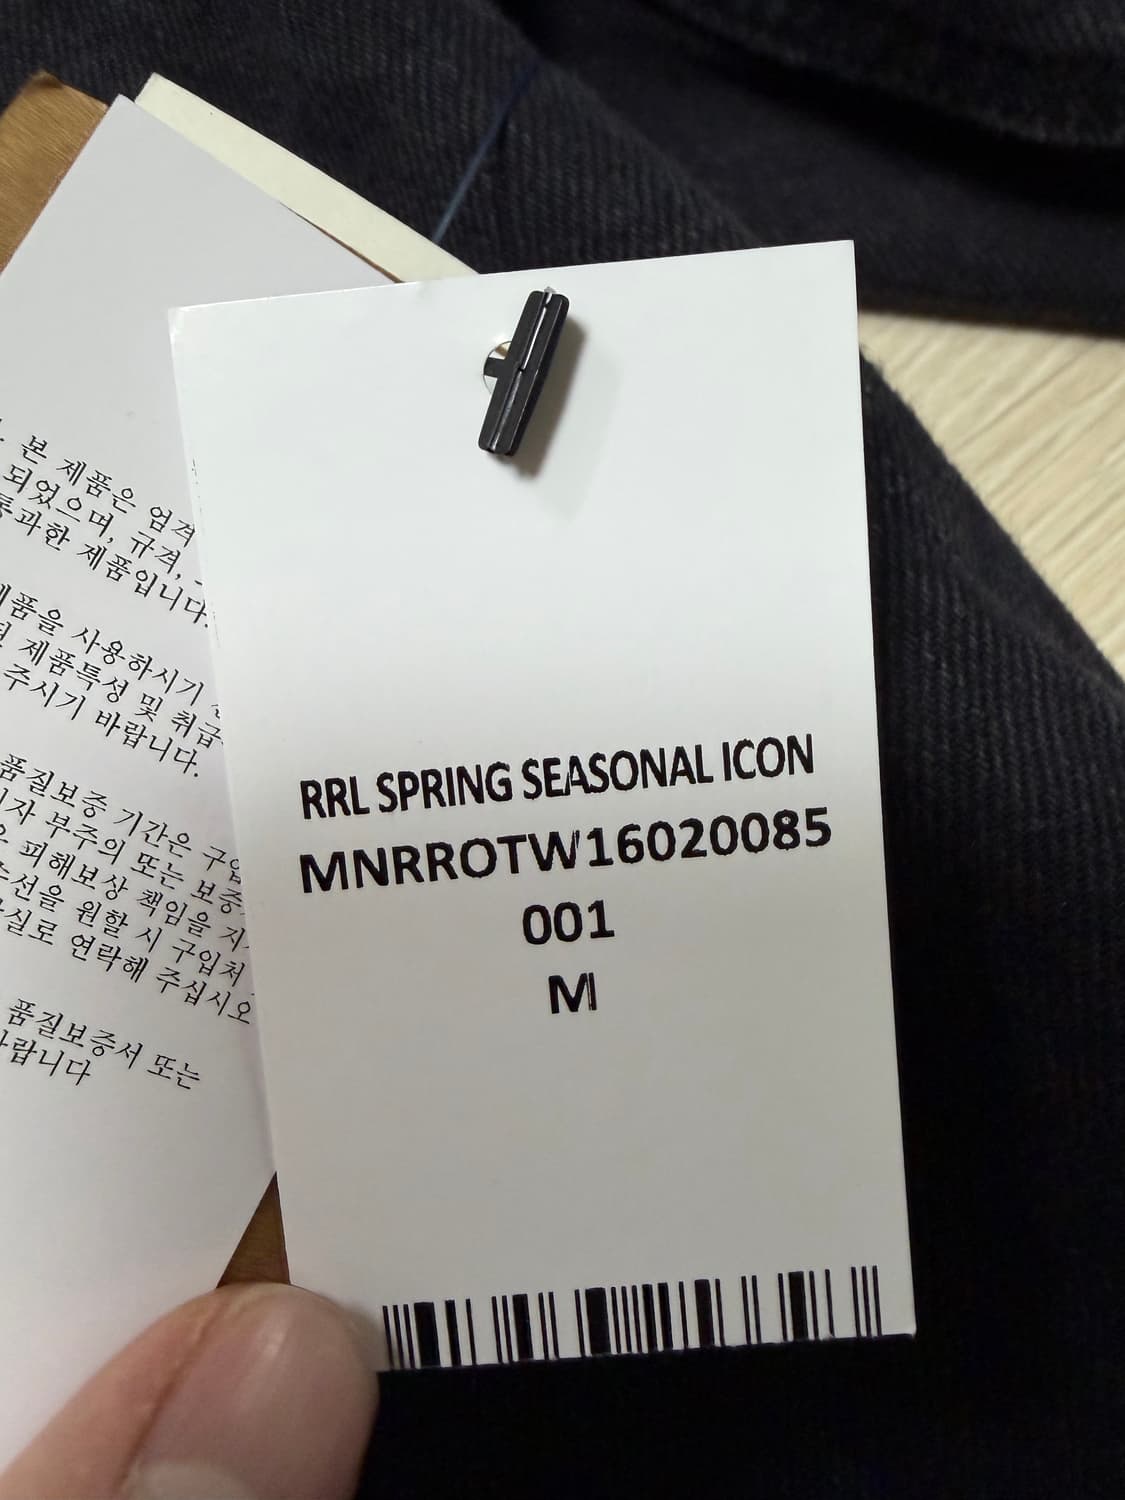 본 제품은 엄격
되었으며, 규격,
통과한 제품입니다.
제품을 사용하시기
제품특성 및 취급
주시기 바랍니다.
품질보증 기간은 구입
부주의 또는 보증
피해보상 책임을 지
수선을 원할 시 구입처
연락해 주십시오
품질보증서 또는
바랍니다
RRL SPRING SEASONAL ICON
MNRROTW16020085
001
M